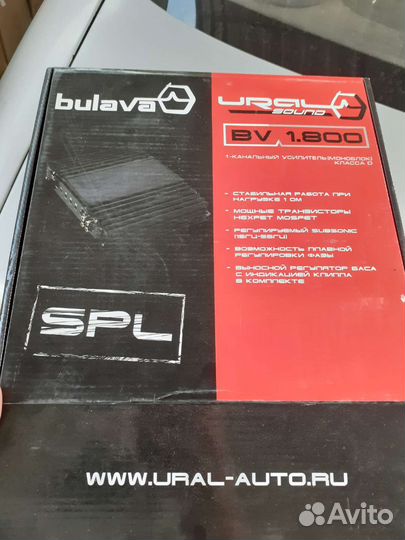 bulava
URAL
SOUND
BV 1.800
1-КАНАЛЬНЫЙ УСИЛИТЕЛЬ(МОНОБЛОК)
КЛАССА D
- СТАБИЛЬНАЯ РАБОТА ПРИ
НАГРУЗКЕ 1 ОМ
- МОЩНЫЕ ТРАНЗИСТОРЫ
HEXFET MOSFET
- РЕГУЛИРУЕМЫЙ SUBSONIC
(15ГЦ-55ГЦ)
- ВОЗМОЖНОСТЬ ПЛАВНОЙ
РЕГУЛИРОВКИ ФАЗЫ
- ВЫНОСНОЙ РЕГУЛЯТОР БАСА
С ИНДИКАЦИЕЙ КЛИППА
В КОМПЛЕКТЕ
SPL
WWW.URAL-AUTO.RU
Avito